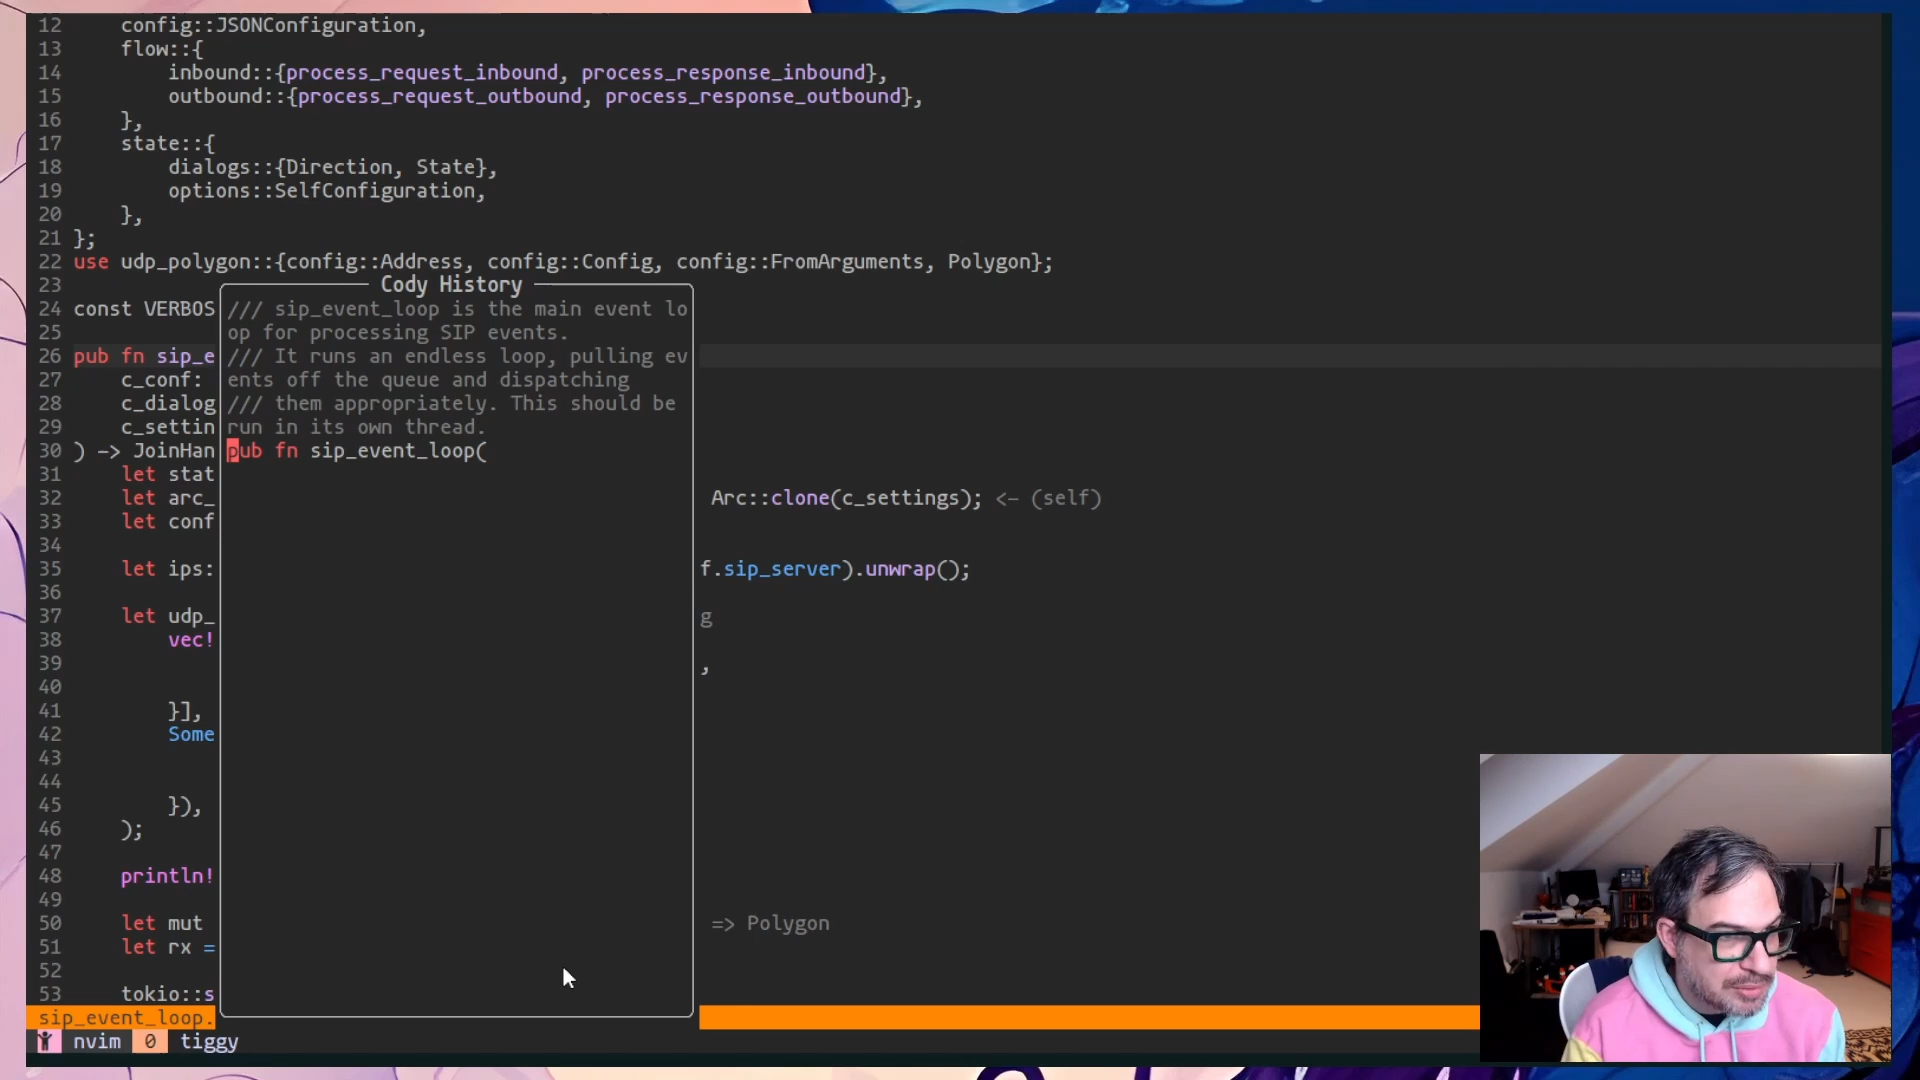 12 config::JSONConfiguration,
13 flow::{
14 inbound::{process_request_inbound, process_response_inbound},
15 outbound::{process_request_outbound, process_response_outbound},
16 },
17 state::{
18 dialogs::{Direction, State},
19 options::SelfConfiguration,
20 },
21 };
22 use udp_polygon::{config::Address, config::Config, config::FromArguments, Polygon};
23
Cody History
24 const VERBOS
/// sip_event_loop is the main event lo
25
op for processing SIP events.
26 pub fn sip_e
/// It runs an endless loop, pulling ev
27 c_conf:
ents off the queue and dispatching
28 c_dialog
/// them appropriately. This should be
29 c_settin
run in its own thread.
30 ) -> JoinHan
pub fn sip_event_loop(
31 let stat
32 let arc_
Arc::clone(c_settings); <- (self)
33 let conf
34
35 let ips:
f.sip_server).unwrap();
36
37 let udp_
g
38 vec!
39
,
40
41 }],
42 Some
43
44
45 }),
46 );
47
48 println!
49
50 let mut
=> Polygon
51 let rx =
52
53 tokio::s
sip_event_loop.
nvim 0 tiggy